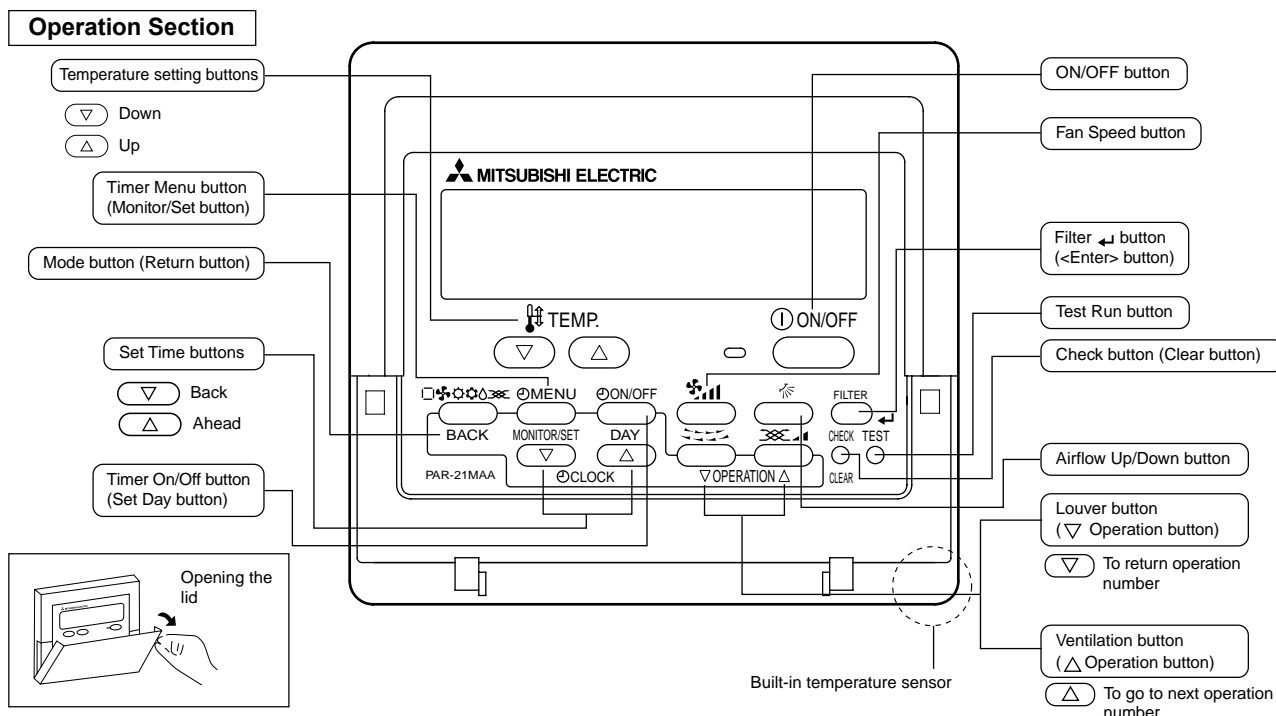 Operation Section
Temperature setting buttons
▽ Down
△ Up
Timer Menu button
(Monitor/Set button)
Mode button (Return button)
Set Time buttons
▽ Back
△ Ahead
Timer On/Off button
(Set Day button)
Opening the
lid
MITSUBISHI ELECTRIC
TEMP.
ON/OFF
▽ △
MENU
ON/OFF
FILTER
BACK
MONITOR/SET
DAY
CHECK TEST
▽ △
PAR-21MAA
CLOCK
▽ OPERATION △
CLEAR
Built-in temperature sensor
ON/OFF button
Fan Speed button
Filter ↵ button
(<Enter> button)
Test Run button
Check button (Clear button)
Airflow Up/Down button
Louver button
(▽ Operation button)
▽ To return operation
number
Ventilation button
(△ Operation button)
△ To go to next operation
number